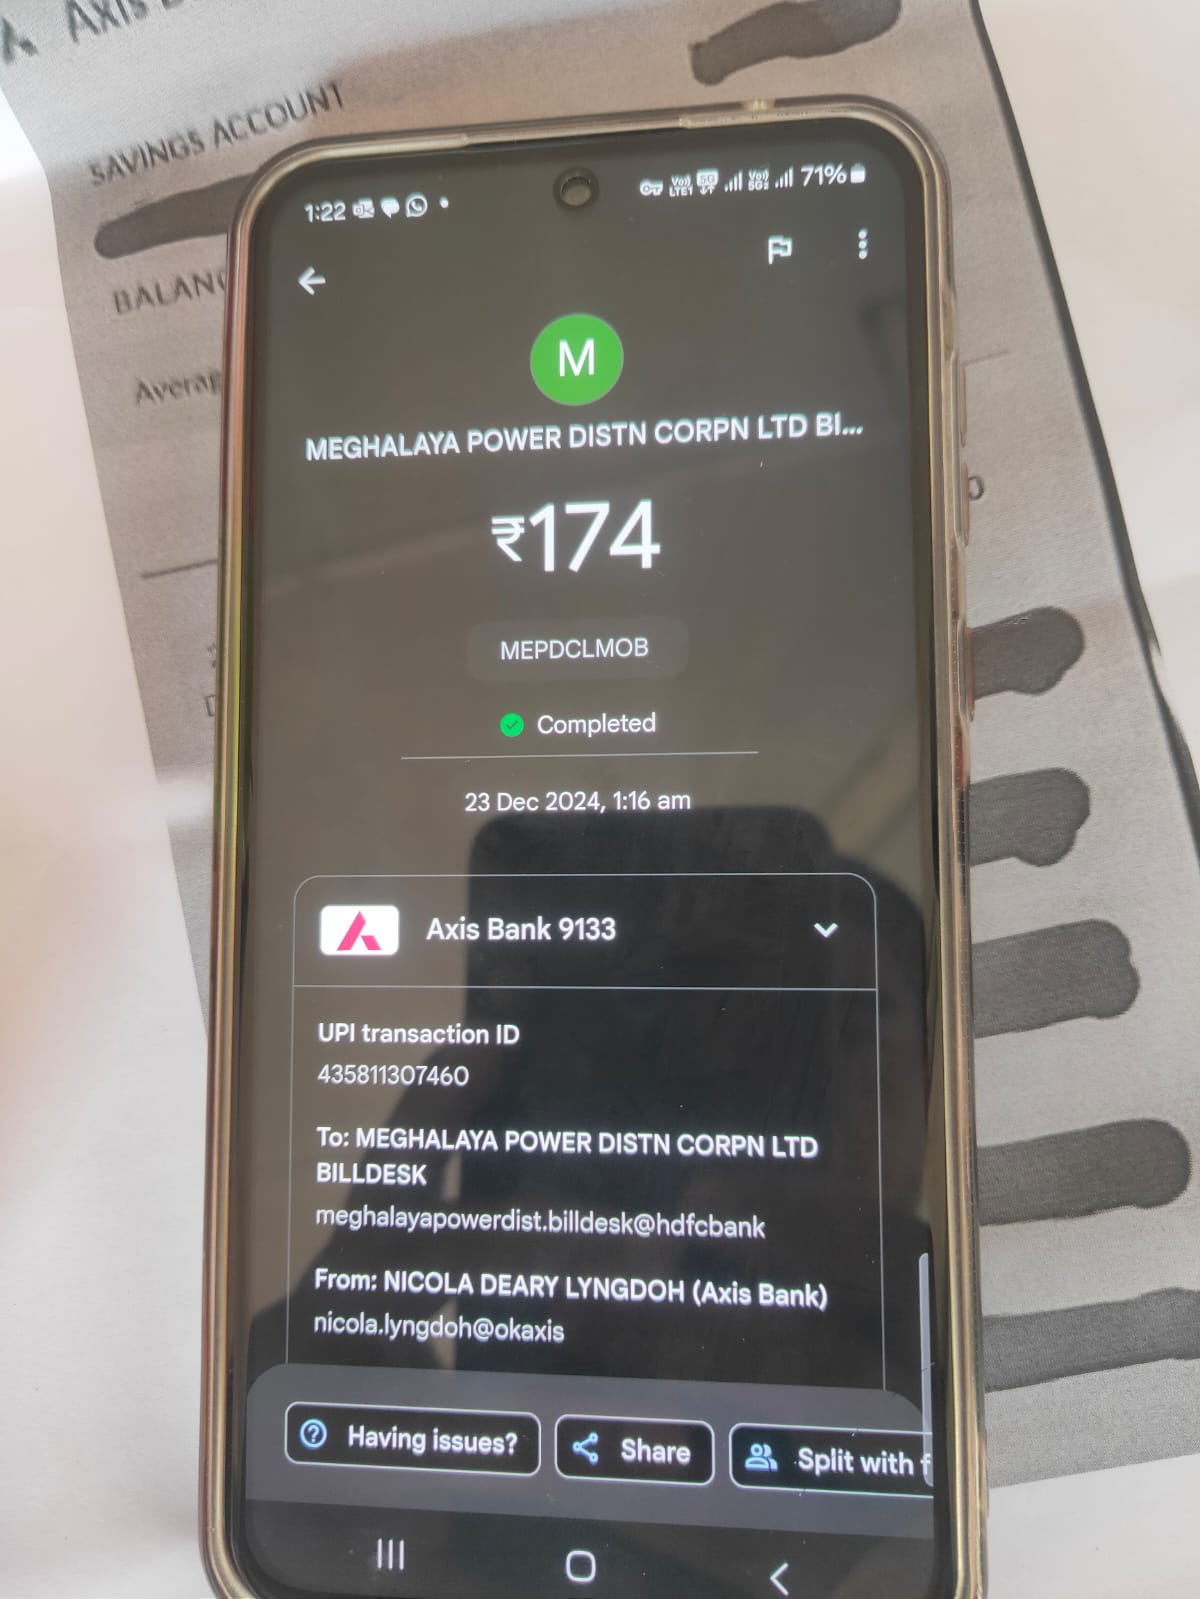 SAVINGS ACCOUNT
1:22
71%
M
MEGHALAYA POWER DISTN CORPN LTD BI...
₹174
MEPDCLMOB
Completed
23 Dec 2024, 1:16 am
Axis Bank 9133
UPI transaction ID
435811307460
To: MEGHALAYA POWER DISTN CORPN LTD
BILLDESK
meghalayapowerdist.billdesk@hdfcbank
From: NICOLA DEARY LYNGDOH (Axis Bank)
nicola.lyngdoh@okaxis
Having issues?
Share
Split with f